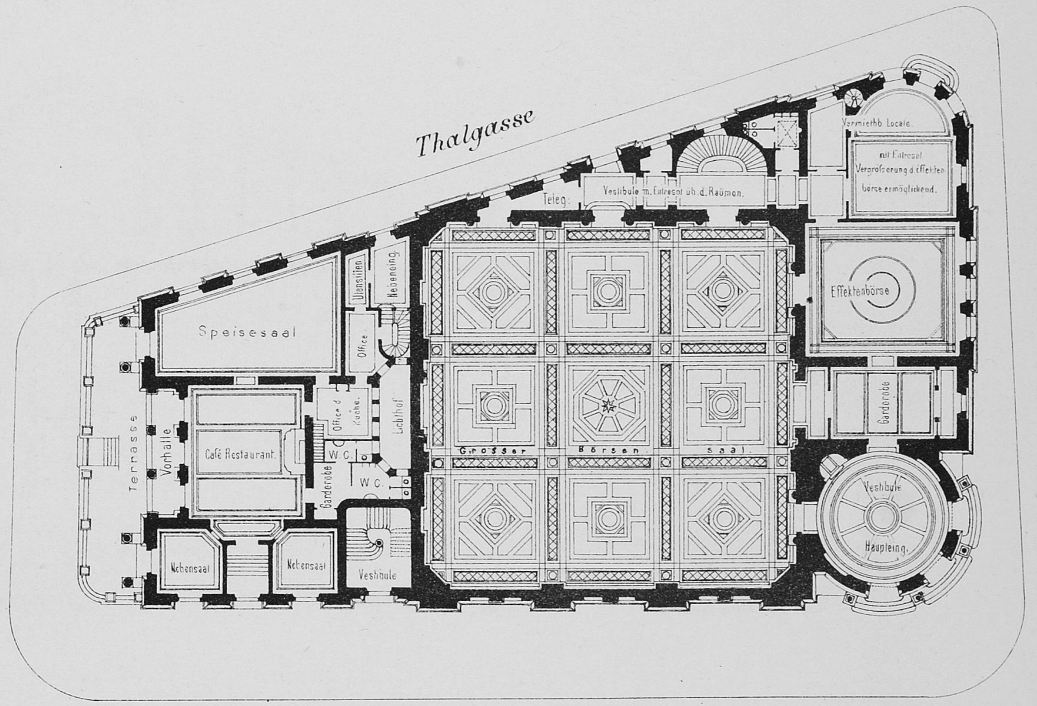 Thalgasse
Vermiethb. Locale.
mit Entresol
Vergrößerung d. Effekten
börse ermöglichend.
Teleg.
Vestibule m. Entresol üb. d. Räumen.
Utensilien
Nebeneing.
Speisesaal
Office
Effektenbörse
Office d.
Küche.
Lichthof
Garderobe
Terrasse
Vorhalle
Café Restaurant.
W.C.
W.C.
Garderobe
Grosser Börsen saal.
Vestibule
Haupteing.
Nebensaal
Nebensaal
Vestibule